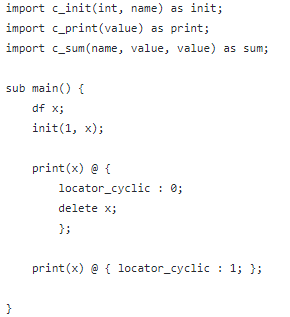 import c_init(int, name) as init;
import c_print(value) as print;
import c_sum(name, value, value) as sum;
sub main() {
df x;
init(1, x);
print(x) @ {
locator_cyclic : 0;
delete x;
};
print(x) @ { locator_cyclic : 1; };
}